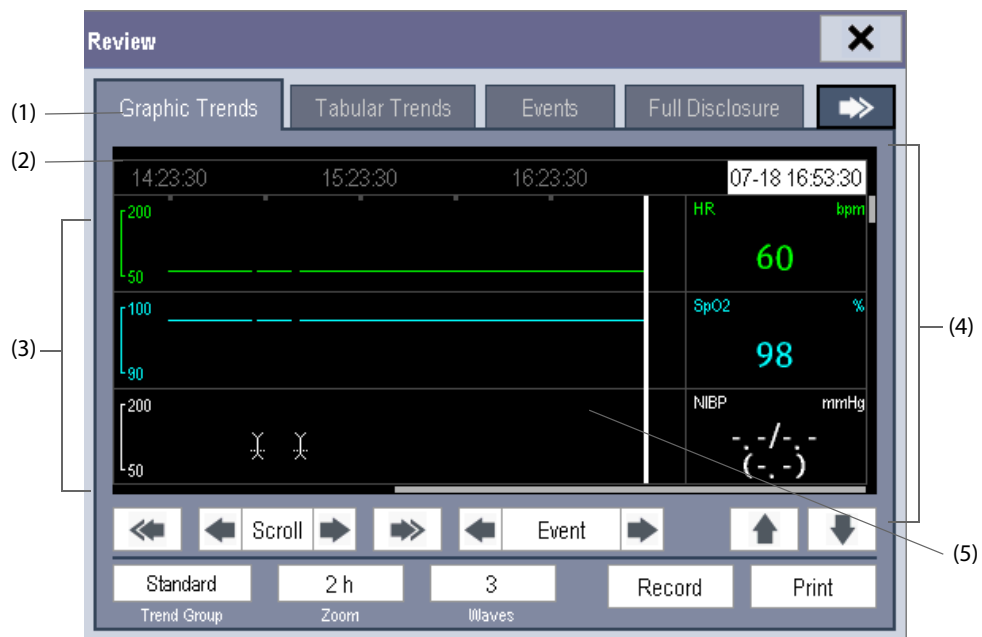 Review
(1)
Graphic Trends Tabular Trends Events Full Disclosure
(2)
14:23:30 15:23:30 16:23:30 07-18 16:53:30
200
50
HR bpm
60
(3)
100
90
SpO2 %
98
(4)
200
50
NIBP mmHg
-.-/-.-
(-.-)
Scroll Event
(5)
Standard 2 h 3 Record Print
Trend Group Zoom Waves